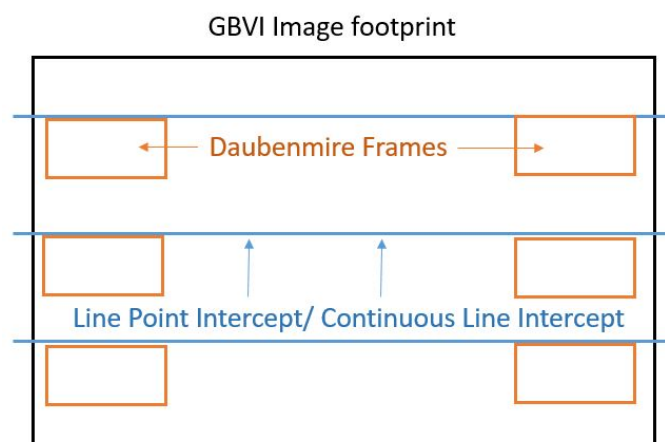 GBVI Image footprint
Daubenmire Frames
Line Point Intercept/ Continuous Line Intercept